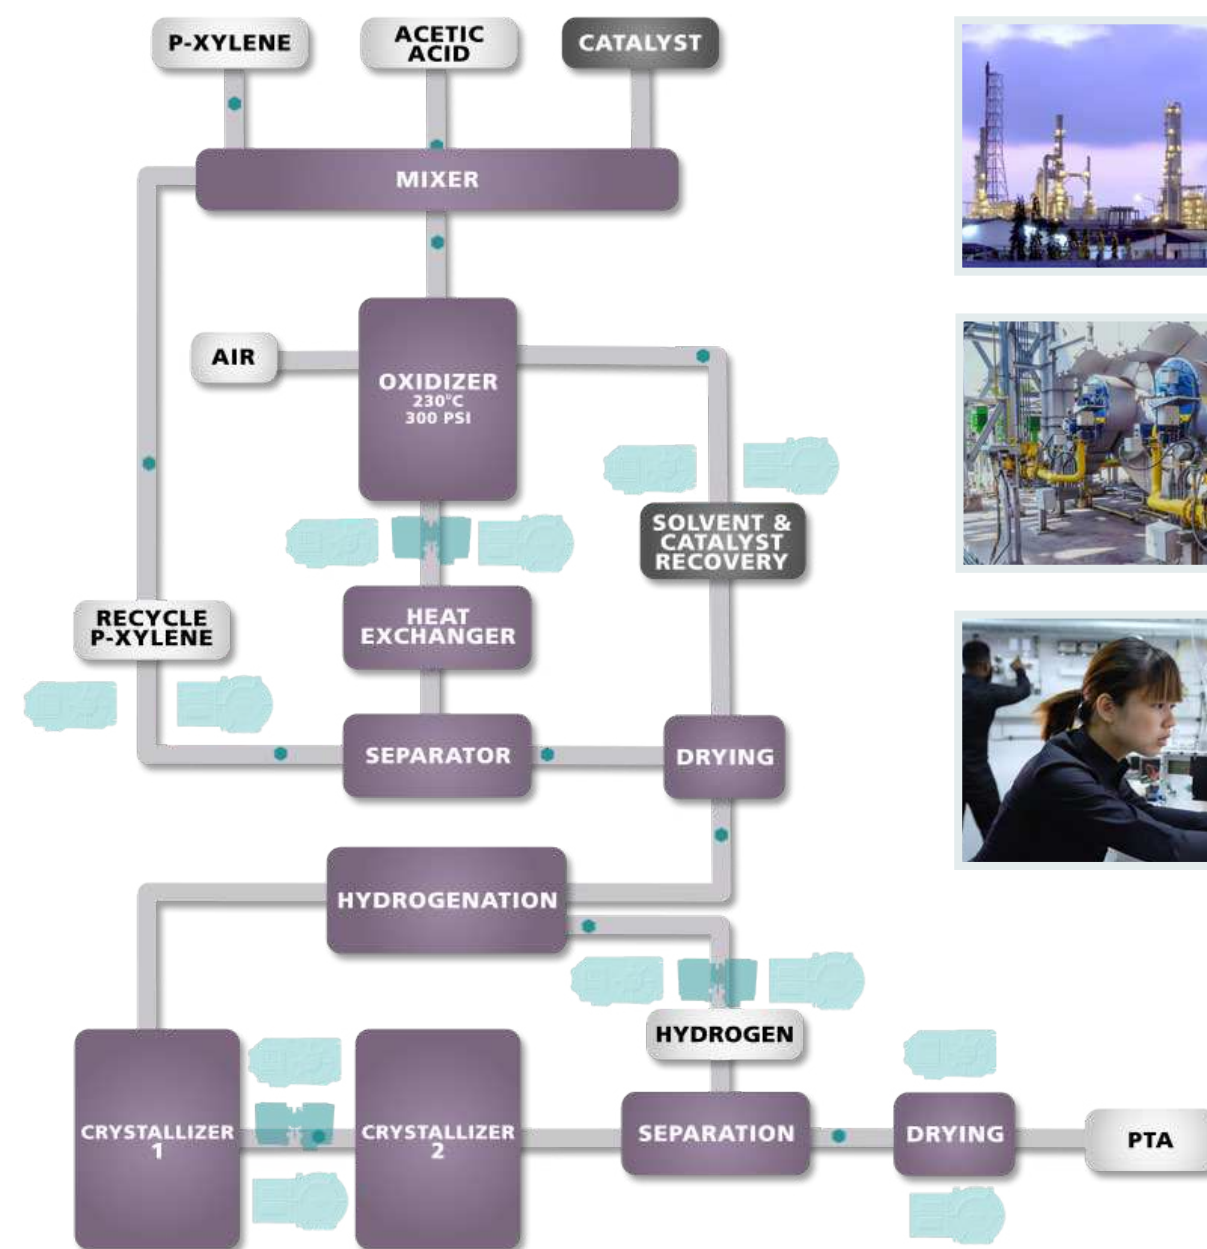 P-XYLENE
ACETIC
ACID
CATALYST
MIXER
AIR
OXIDIZER
230°C
300 PSI
SOLVENT &
CATALYST
RECOVERY
RECYCLE
P-XYLENE
HEAT
EXCHANGER
SEPARATOR
DRYING
HYDROGENATION
HYDROGEN
CRYSTALLIZER
1
CRYSTALLIZER
2
SEPARATION
DRYING
PTA